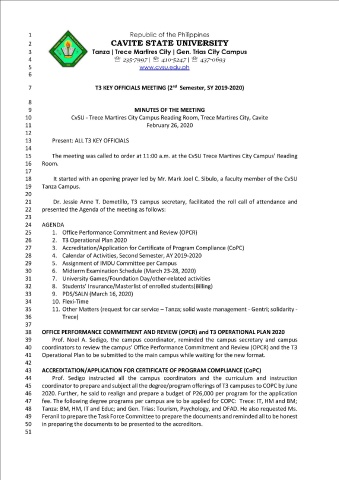 1 Republic of the Philippines
2 CAVITE STATE UNIVERSITY
3 Tanza | Trece Martires City | Gen. Trias City Campus
4 ☏ 235-7997 | ☏ 419-5247 | ☏ 437-0693
5 www.cvsu.edu.ph
6
7 T3 KEY OFFICIALS MEETING (2nd Semester, SY 2019-2020)
8
9 MINUTES OF THE MEETING
10 CvSU - Trece Martires City Campus Reading Room, Trece Martires City, Cavite
11 February 26, 2020
12
13 Present: ALL T3 KEY OFFICIALS
14
15 The meeting was called to order at 11:00 a.m. at the CvSU Trece Martires City Campus' Reading
16 Room.
17
18 It started with an opening prayer led by Mr. Mark Joel C. Sibulo, a faculty member of the CvSU
19 Tanza Campus.
20
21 Dr. Jessie Anne T. Demetillo, T3 campus secretary, facilitated the roll call of attendance and
22 presented the Agenda of the meeting as follows:
23
24 AGENDA
25 1. Office Performance Commitment and Review (OPCR)
26 2. T3 Operational Plan 2020
27 3. Accreditation/Application for Certificate of Program Compliance (CoPC)
28 4. Calendar of Activities, Second Semester, AY 2019-2020
29 5. Assignment of IMDU Committee per Campus
30 6. Midterm Examination Schedule (March 23-28, 2020)
31 7. University Games/Foundation Day/other-related activities
32 8. Students' Insurance/Masterlist of enrolled students(Billing)
33 9. PDS/SALN (March 16, 2020)
34 10. Flexi-Time
35 11. Other Matters (request for car service – Tanza; solid waste management - Gentri; solidarity -
36 Trece)
37
38 OFFICE PERFORMANCE COMMITMENT AND REVIEW (OPCR) and T3 OPERATIONAL PLAN 2020
39 Prof. Noel A. Sedigo, the campus coordinator, reminded the campus secretary and campus
40 coordinators to review the campus' Office Performance Commitment and Review (OPCR) and the T3
41 Operational Plan to be submitted to the main campus while waiting for the new format.
42
43 ACCREDITATION/APPLICATION FOR CERTIFICATE OF PROGRAM COMPLIANCE (CoPC)
44 Prof. Sedigo instructed all the campus coordinators and the curriculum and instruction
45 coordinator to prepare and subject all the degree/program offerings of T3 campuses to COPC by June
46 2020. Further, he said to realign and prepare a budget of P26,000 per program for the application
47 fee. The following degree programs per campus are to be applied for COPC: Trece: IT, HM and BM;
48 Tanza: BM, HM, IT and Educ; and Gen. Trias: Tourism, Psychology, and OFAD. He also requested Ms.
49 Ferarril to prepare the Task Force Committee to prepare the documents and reminded all to be honest
50 in preparing the documents to be presented to the accreditors.
51